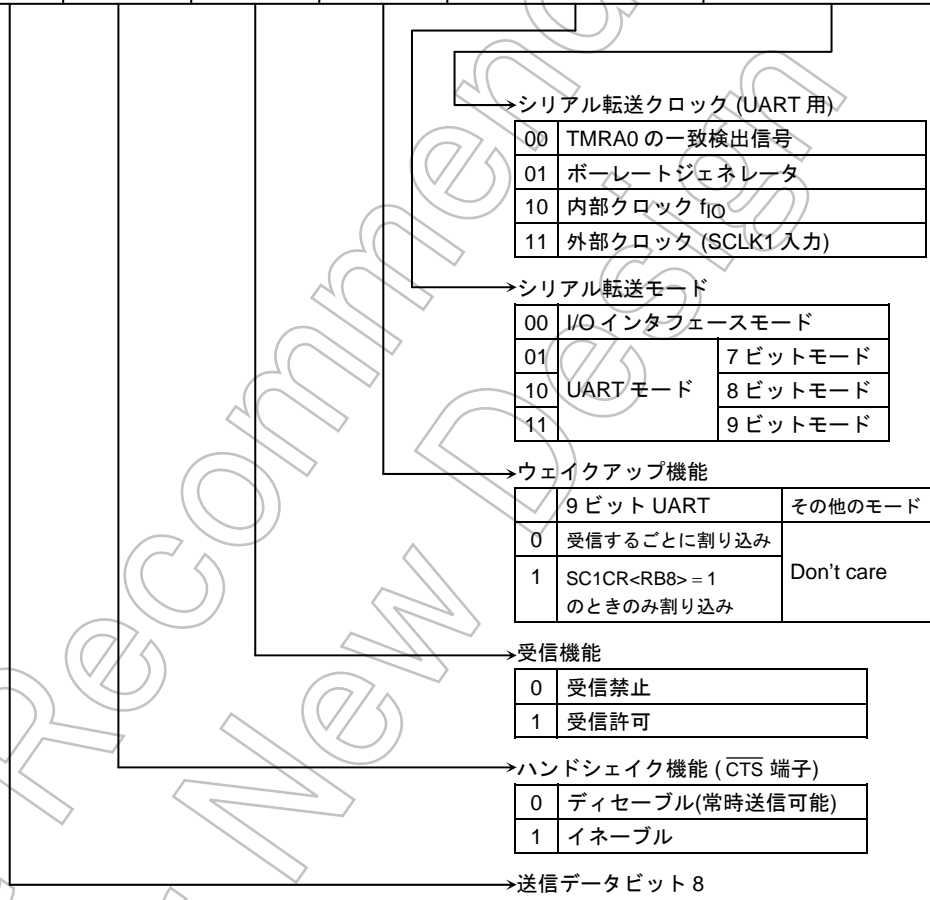 シリアル転送クロック (UART 用)
00 TMRA0 の一致検出信号
01 ボーレートジェネレータ
10 内部クロック fIO
11 外部クロック (SCLK1 入力)
シリアル転送モード
00 I/O インタフェースモード
01 UART モード 7 ビットモード
10 8 ビットモード
11 9 ビットモード
ウェイクアップ機能
9 ビット UART その他のモード
0 受信するごとに割り込み Don't care
1 SC1CR<RB8> = 1
のときのみ割り込み
受信機能
0 受信禁止
1 受信許可
ハンドシェイク機能 (CTS 端子)
0 ディセーブル(常時送信可能)
1 イネーブル
送信データビット 8
Recommend
New Design